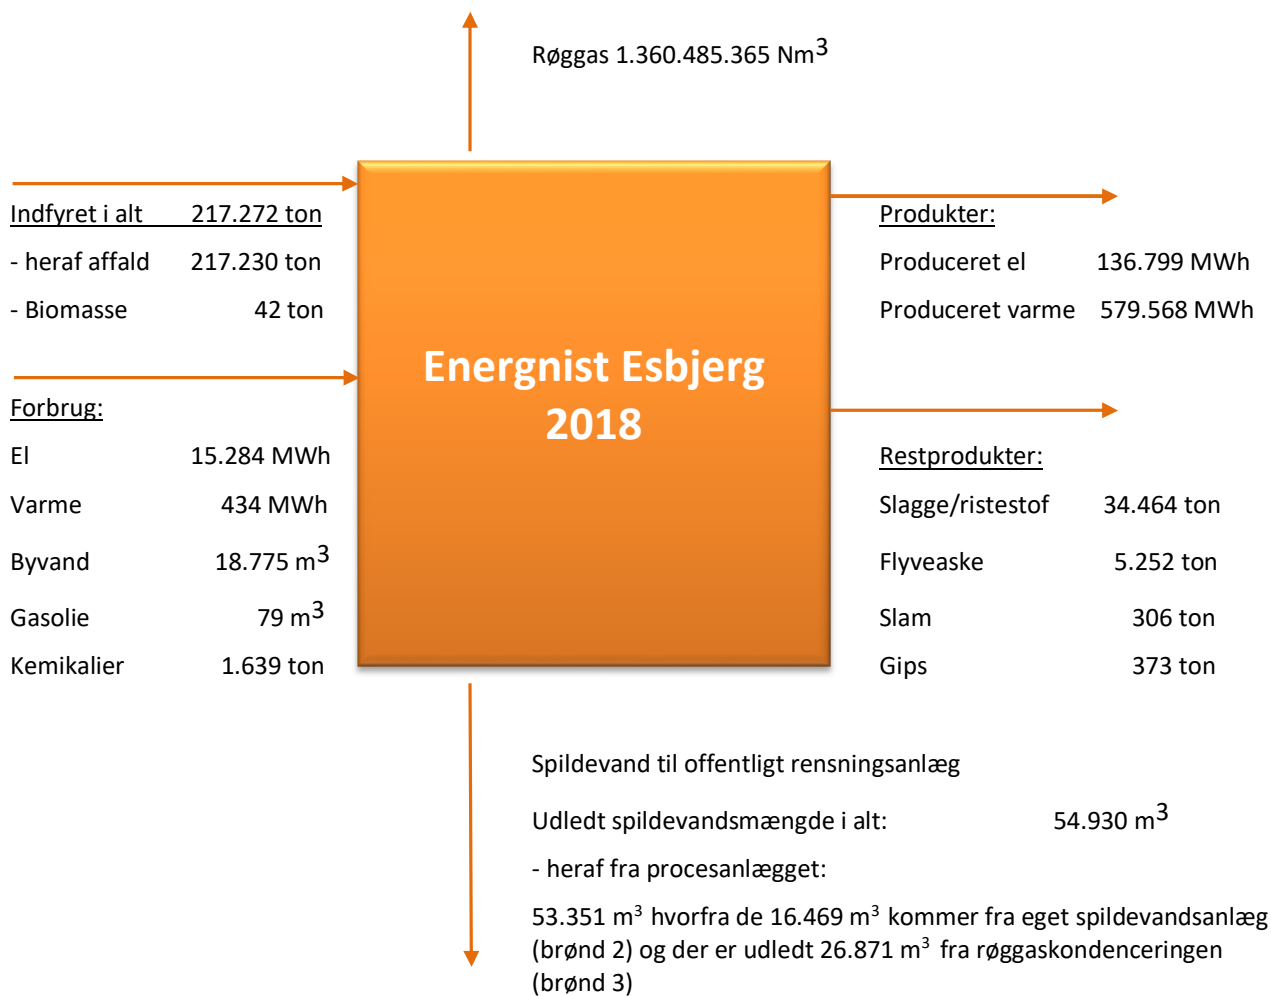 Røggas 1.360.485.365 Nm³
Indfyret i alt 217.272 ton
- heraf affald 217.230 ton
- Biomasse 42 ton
Forbrug:
El 15.284 MWh
Varme 434 MWh
Byvand 18.775 m³
Gasolie 79 m³
Kemikalier 1.639 ton
Energnist Esbjerg
2018
Produkter:
Produceret el 136.799 MWh
Produceret varme 579.568 MWh
Restprodukter:
Slagge/ristestof 34.464 ton
Flyveaske 5.252 ton
Slam 306 ton
Gips 373 ton
Spildevand til offentligt rensningsanlæg
Udledt spildevandsmængde i alt: 54.930 m³
- heraf fra procesanlægget:
53.351 m³ hvorfra de 16.469 m³ kommer fra eget spildevandsanlæg
(brønd 2) og der er udledt 26.871 m³ fra røggaskondenceringen
(brønd 3)